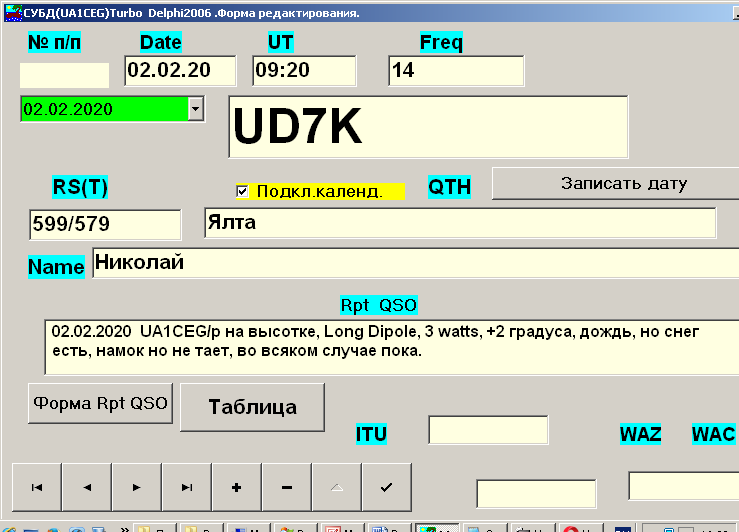 СУБД(UA1CEG)Turbo Delphi2006 .Форма редактирования.
№ п/п Date UT Freq
02.02.20 09:20 14
02.02.2020
UD7K
RS(T) Подкл.календ. QTH Записать дату
599/579 Ялта
Name Николай
Rpt QSO
02.02.2020 UA1CEG/p на высотке, Long Dipole, 3 watts, +2 градуса, дождь, но снег
есть, намок но не тает, во всяком случае пока.
Форма Rpt QSO Таблица
ITU WAZ WAC